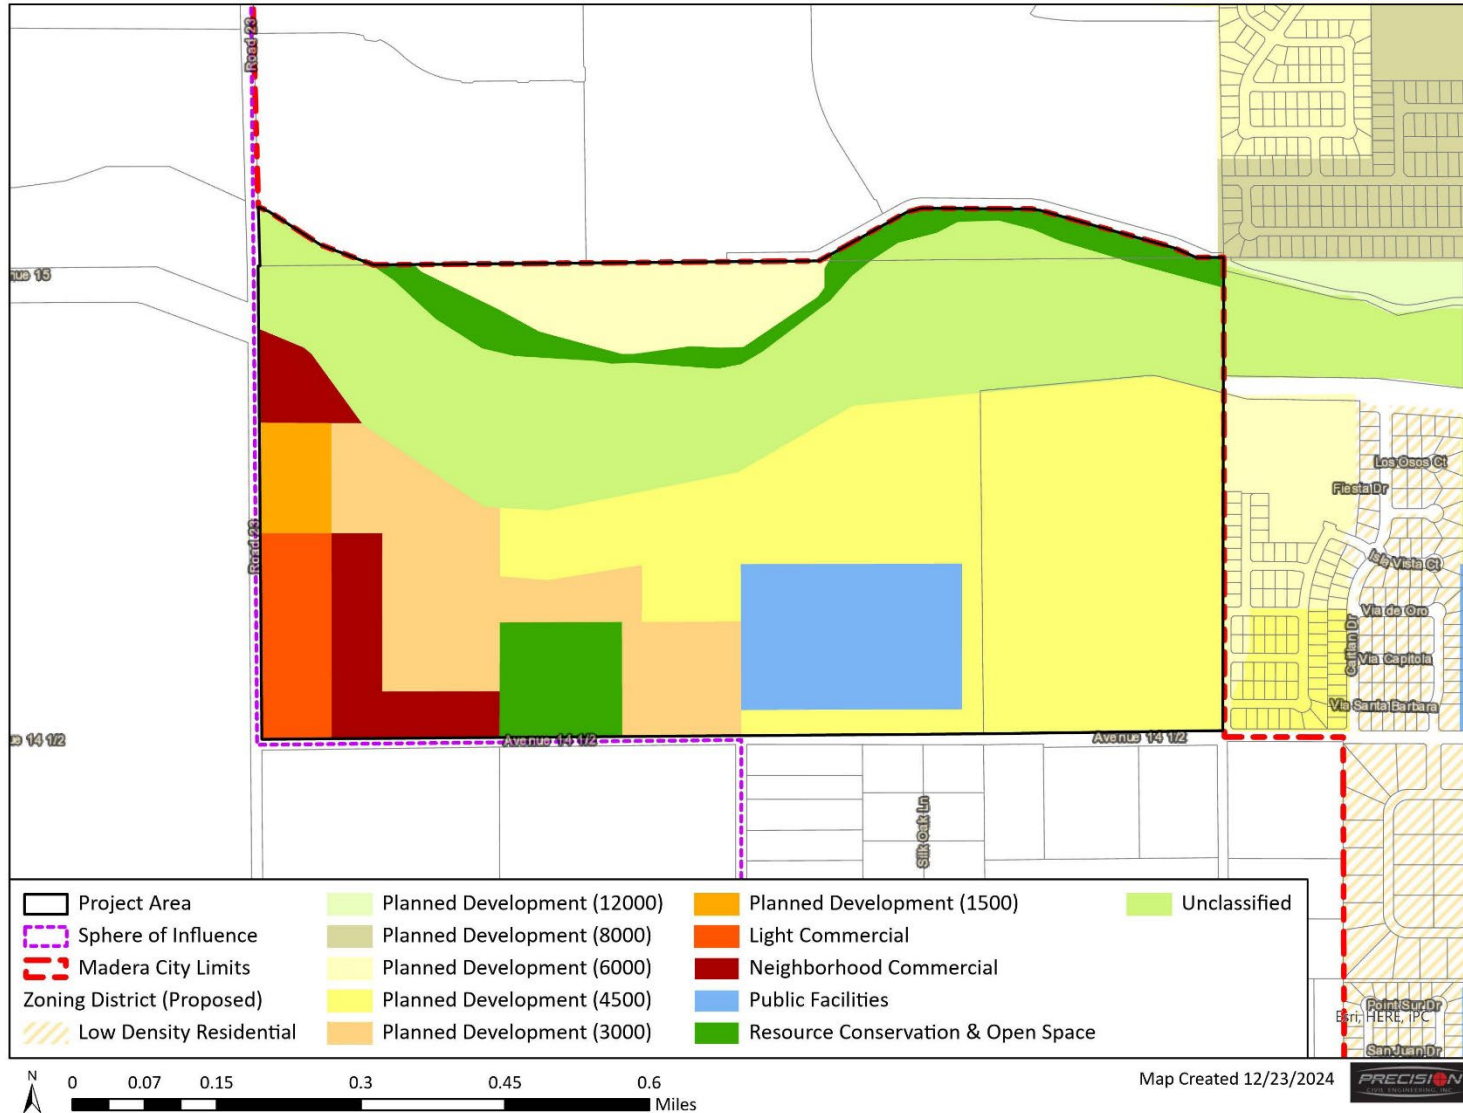 Road 23
nue 15
Los Osos Ct
Fiesta Dr
Road 23
Isla Vista Ct
Via de Oro
Caitlan Dr
Via Capitola
Via Santa Barbara
ue 14 1/2
Avenue 14 1/2
Avenue 14 1/2
Silk Oak Ln
Project Area
Sphere of Influence
Madera City Limits
Zoning District (Proposed)
Low Density Residential
Planned Development (12000)
Planned Development (8000)
Planned Development (6000)
Planned Development (4500)
Planned Development (3000)
Planned Development (1500)
Light Commercial
Neighborhood Commercial
Public Facilities
Resource Conservation & Open Space
Unclassified
Point Sur Dr
Esri, HERE, IPC
San Juan Dr
N
0 0.07 0.15 0.3 0.45 0.6
Miles
Map Created 12/23/2024
PRECISION
CIVIL ENGINEERING, INC.